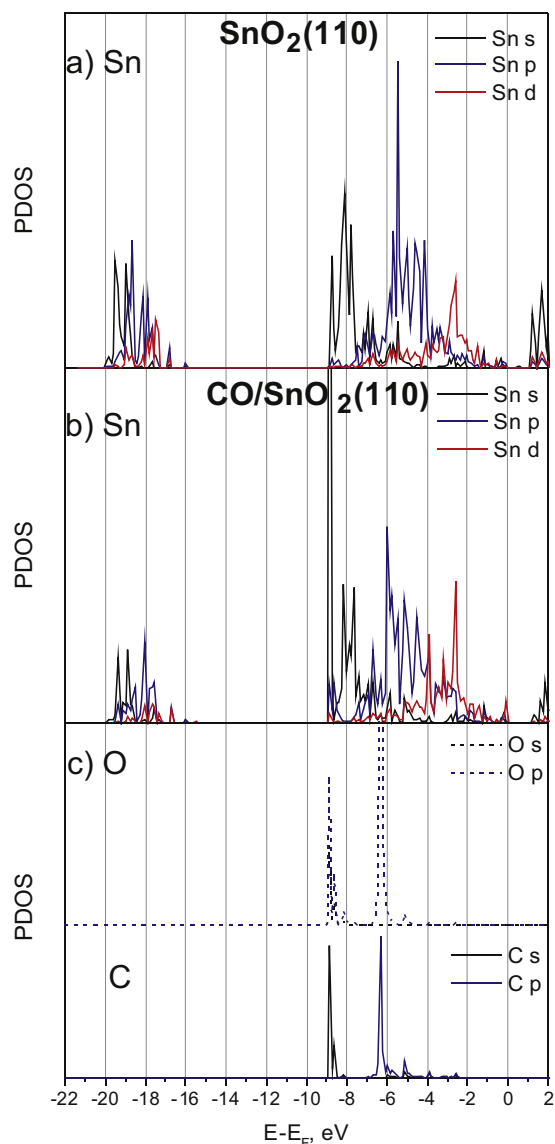 SnO2(110)
a) Sn
Sn s
Sn p
Sn d
PDOS
CO/SnO2(110)
b) Sn
Sn s
Sn p
Sn d
PDOS
c) O
O s
O p
PDOS
C
C s
C p
-22 -20 -18 -16 -14 -12 -10 -8 -6 -4 -2 0 2
E-EF, eV